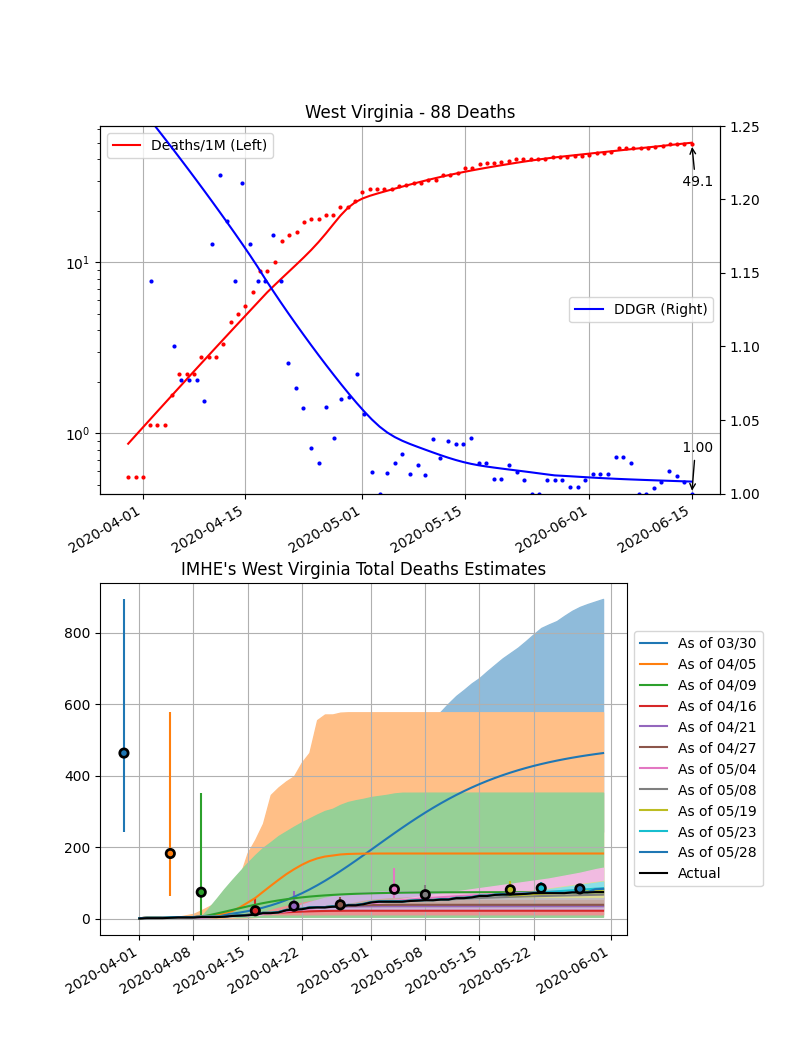 West Virginia - 88 Deaths
Deaths/1M (Left)
DDGR (Right)
49.1
1.00
10^1
10^0
1.25
1.20
1.15
1.10
1.05
1.00
2020-04-01
2020-04-15
2020-05-01
2020-05-15
2020-06-01
2020-06-15
IMHE's West Virginia Total Deaths Estimates
800
600
400
200
0
2020-04-01
2020-04-08
2020-04-15
2020-04-22
2020-05-01
2020-05-08
2020-05-15
2020-05-22
2020-06-01
As of 03/30
As of 04/05
As of 04/09
As of 04/16
As of 04/21
As of 04/27
As of 05/04
As of 05/08
As of 05/19
As of 05/23
As of 05/28
Actual